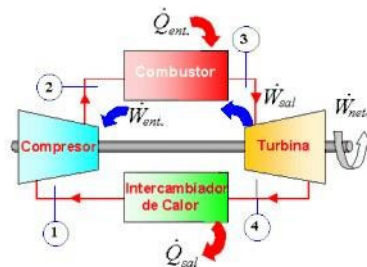 Q̇ent.
3
2
Combustor
Ẇent.
Ẇsal
Ẇnet
Compresor
Turbina
Intercambiador
de Calor
1
4
Q̇sal